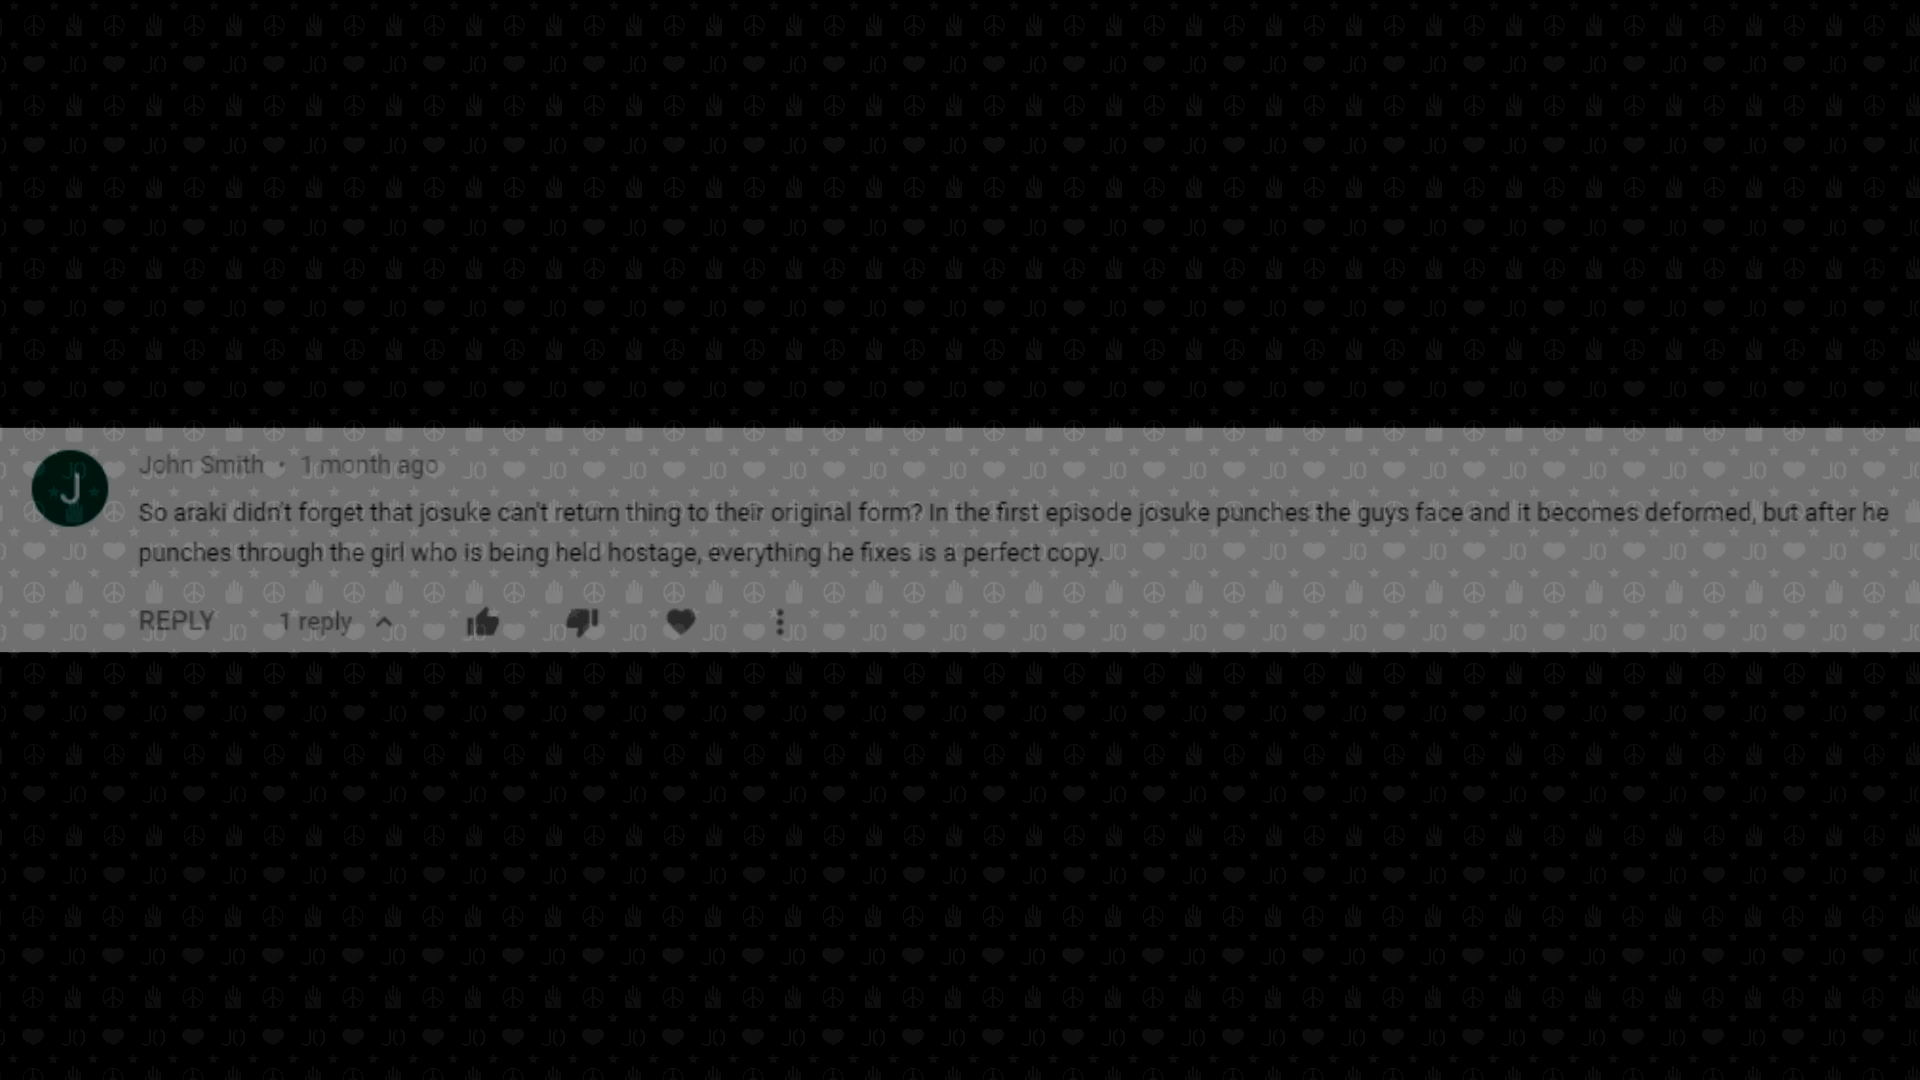 J
John Smith • 1 month ago
So araki didn't forget that josuke can't return thing to their original form? In the first episode josuke punches the guys face and it becomes deformed, but after he
punches through the girl who is being held hostage, everything he fixes is a perfect copy.
REPLY 1 reply